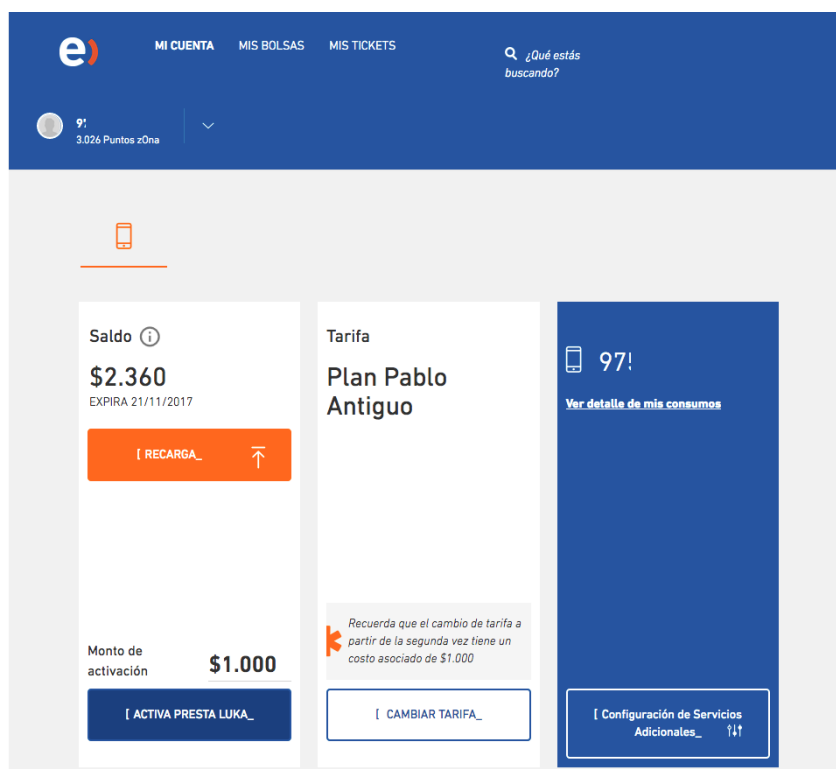 e)
MI CUENTA
MIS BOLSAS
MIS TICKETS
¿Qué estás
buscando?
9:
3.026 Puntos zOna
Saldo
$2.360
EXPIRA 21/11/2017
[ RECARGA_
Monto de
activación
$1.000
[ ACTIVA PRESTA LUKA_
Tarifa
Plan Pablo
Antiguo
Recuerda que el cambio de tarifa a
partir de la segunda vez tiene un
costo asociado de $1.000
[ CAMBIAR TARIFA_
97
Ver detalle de mis consumos
[ Configuración de Servicios
Adicionales_